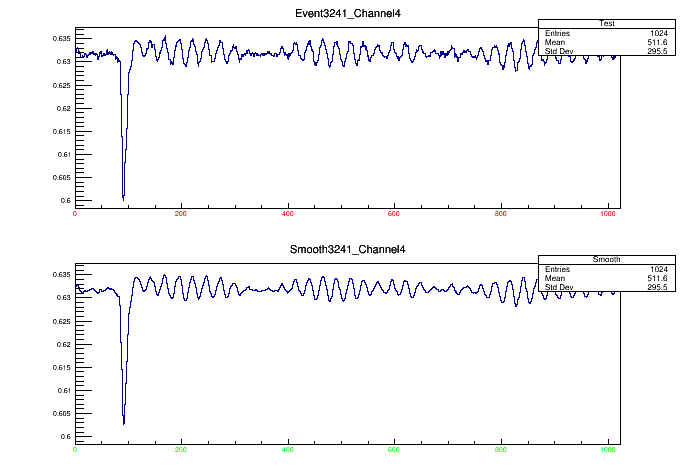 Event3241_Channel4
Test
Entries 1024
Mean 511.6
Std Dev 295.5
0.635
0.63
0.625
0.62
0.615
0.61
0.605
0.6
0 200 400 600 800 1000
Smooth3241_Channel4
Smooth
Entries 1024
Mean 511.6
Std Dev 295.5
0.635
0.63
0.625
0.62
0.615
0.61
0.605
0.6
0 200 400 600 800 1000